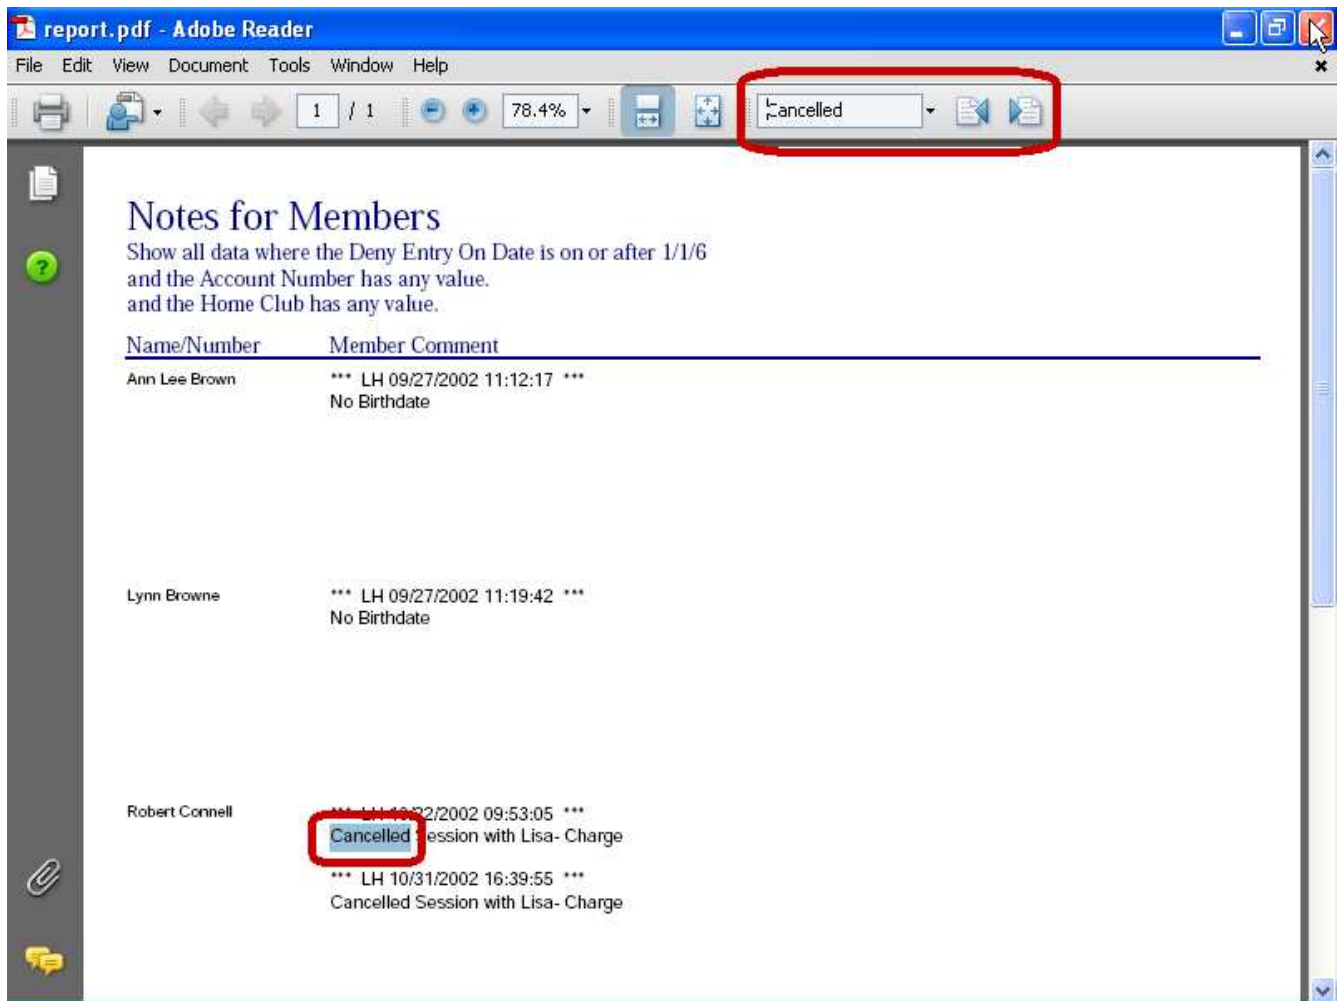 report.pdf - Adobe Reader
File Edit View Document Tools Window Help
1 / 1 78.4% Cancelled
Notes for Members
Show all data where the Deny Entry On Date is on or after 1/1/6
and the Account Number has any value.
and the Home Club has any value.
Name/Number Member Comment
Ann Lee Brown *** LH 09/27/2002 11:12:17 ***
No Birthdate
Lynn Browne *** LH 09/27/2002 11:19:42 ***
No Birthdate
Robert Connell *** LH 10/22/2002 09:53:05 ***
Cancelled Session with Lisa- Charge
*** LH 10/31/2002 16:39:55 ***
Cancelled Session with Lisa- Charge